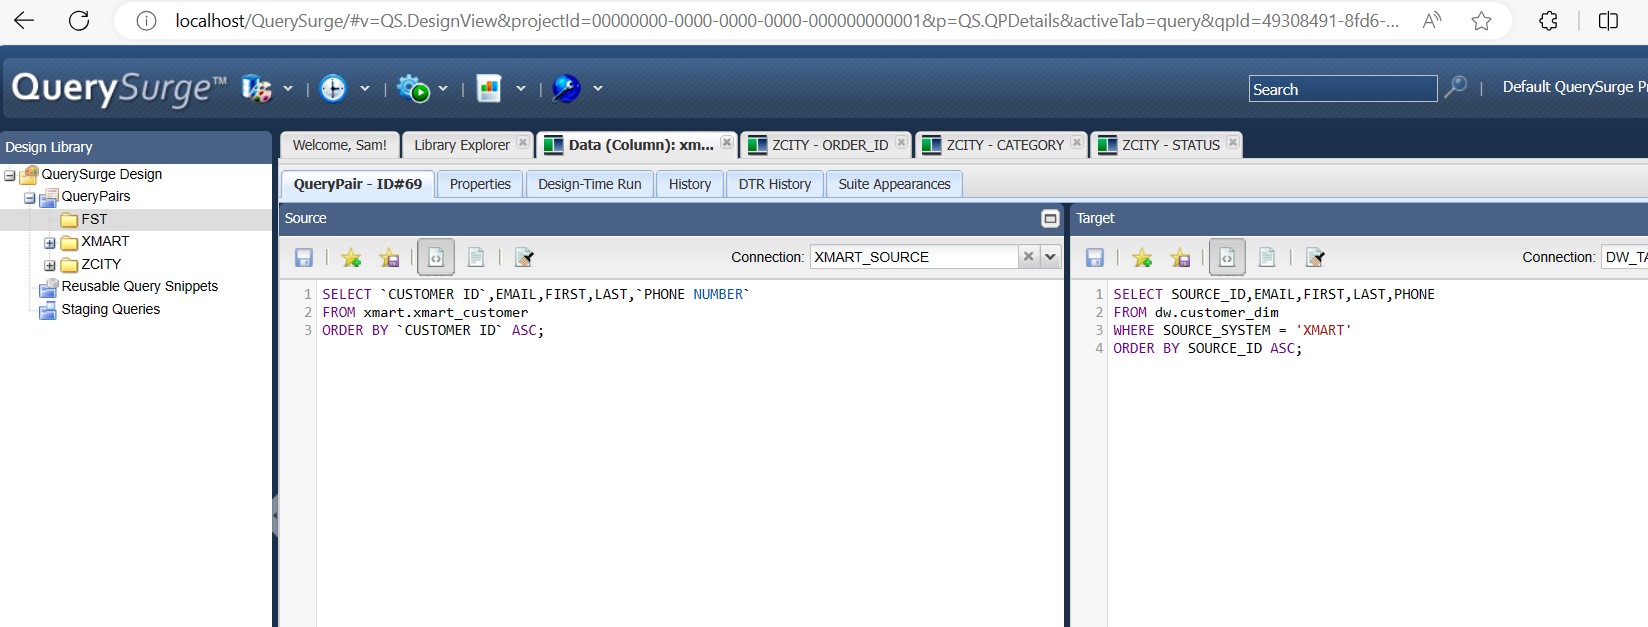 localhost/QuerySurge/#v=QS.DesignView&projectId=00000000-0000-0000-0000-000000000001&p=QS.QPDetails&activeTab=query&qpId=49308491-8fd6-...
QuerySurge™
Search
Default QuerySurge Pr
Design Library
QuerySurge Design
QueryPairs
FST
XMART
ZCITY
Reusable Query Snippets
Staging Queries
Welcome, Sam!
Library Explorer
Data (Column): xm...
ZCITY - ORDER_ID
ZCITY - CATEGORY
ZCITY - STATUS
QueryPair - ID#69
Properties
Design-Time Run
History
DTR History
Suite Appearances
Source
Connection: XMART_SOURCE
1 SELECT `CUSTOMER ID`,EMAIL,FIRST,LAST,`PHONE NUMBER`
2 FROM xmart.xmart_customer
3 ORDER BY `CUSTOMER ID` ASC;
Target
Connection: DW_TA
1 SELECT SOURCE_ID,EMAIL,FIRST,LAST,PHONE
2 FROM dw.customer_dim
3 WHERE SOURCE_SYSTEM = 'XMART'
4 ORDER BY SOURCE_ID ASC;